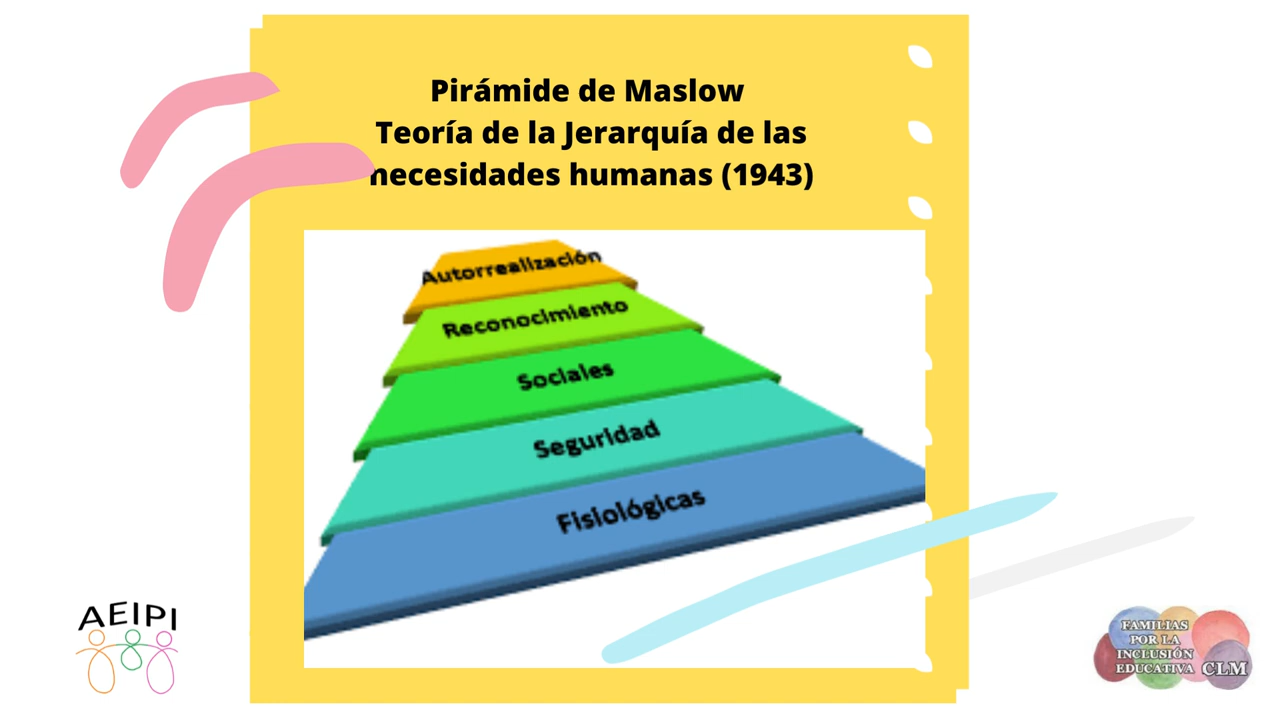 Pirámide de Maslow
Teoría de la Jerarquía de las
necesidades humanas (1943)
Autorrealización
Reconocimiento
Sociales
Seguridad
Fisiológicas
AEIPI
FAMILIAS
POR LA
INCLUSIÓN
EDUCATIVA CLM